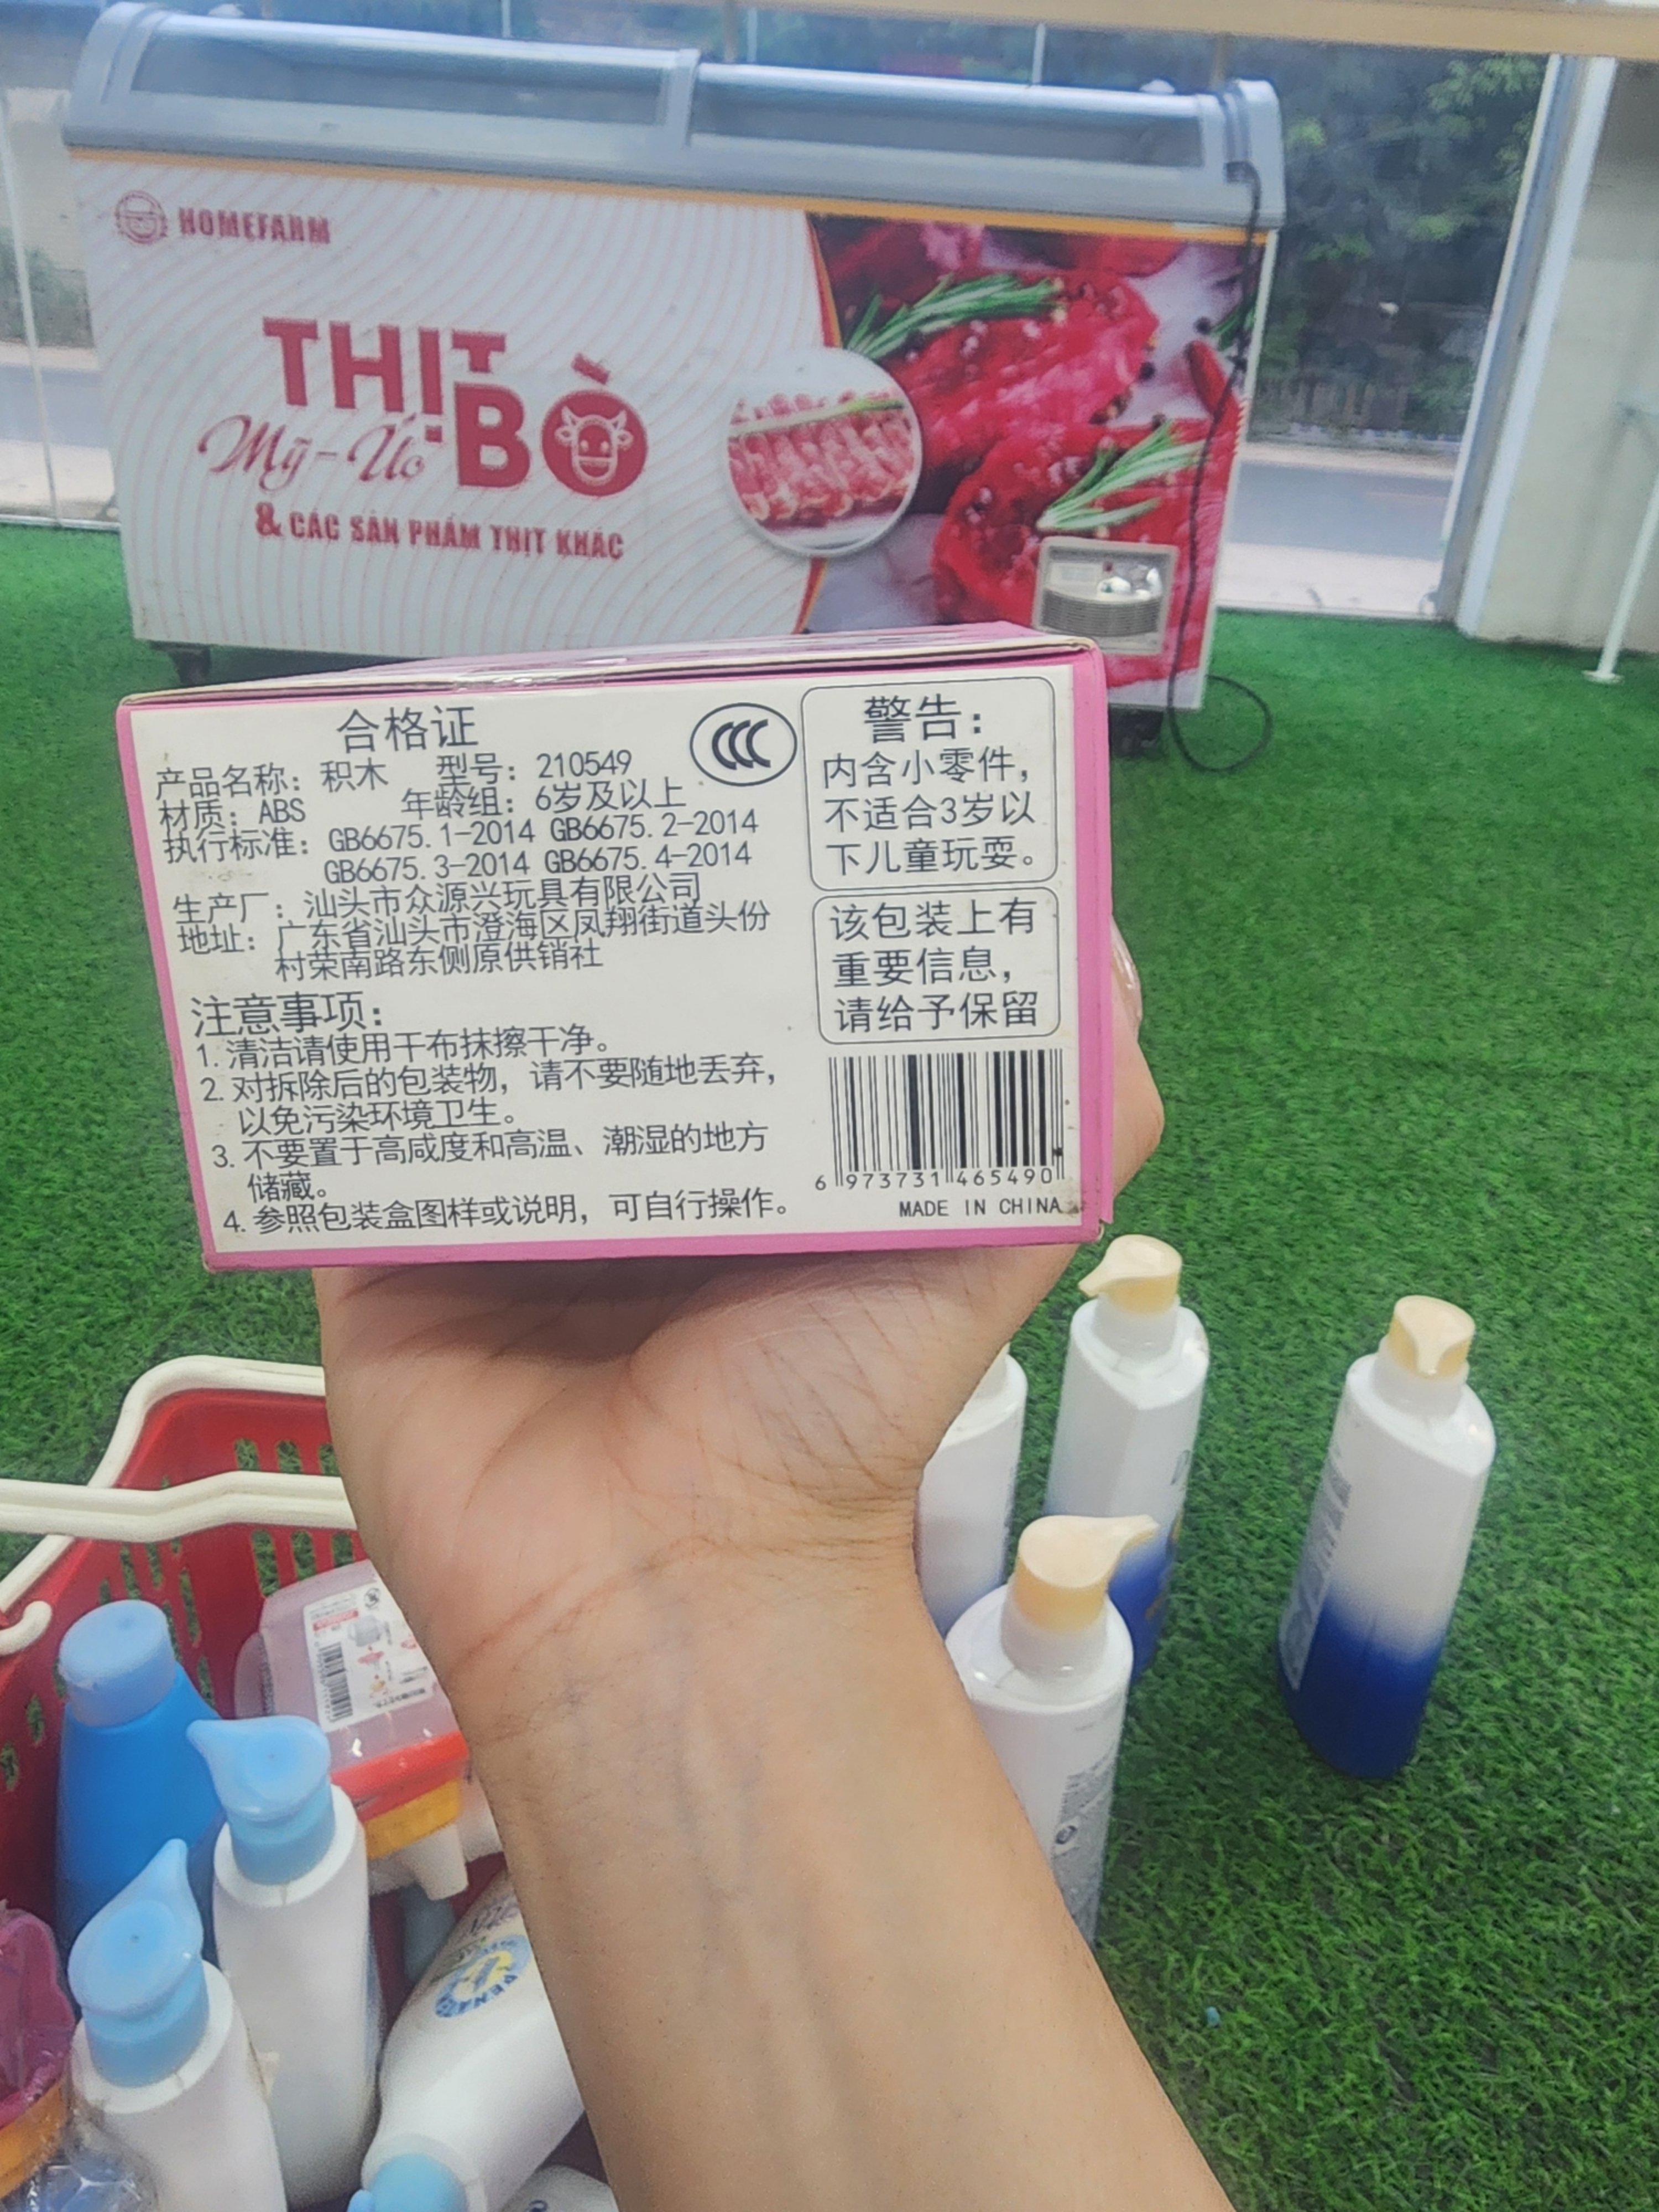 HOMEFARM
THỊT
Mỹ-Úc BÒ
& CÁC SẢN PHẨM THỊT KHÁC
合格证
产品名称：积木 型号：210549
材质：ABS 年龄组：6岁及以上
执行标准：GB6675.1-2014 GB6675.2-2014
GB6675.3-2014 GB6675.4-2014
生产厂：汕头市众源兴玩具有限公司
地址：广东省汕头市澄海区凤翔街道头份
村荣南路东侧原供销社
注意事项：
1. 清洁请使用干布抹擦干净。
2. 对拆除后的包装物，请不要随地丢弃，
以免污染环境卫生。
3. 不要置于高咸度和高温、潮湿的地方
储藏。
4. 参照包装盒图样或说明，可自行操作。
CCC
警告：
内含小零件，
不适合3岁以
下儿童玩耍。
该包装上有
重要信息，
请给予保留
6 973731 465490
MADE IN CHINA